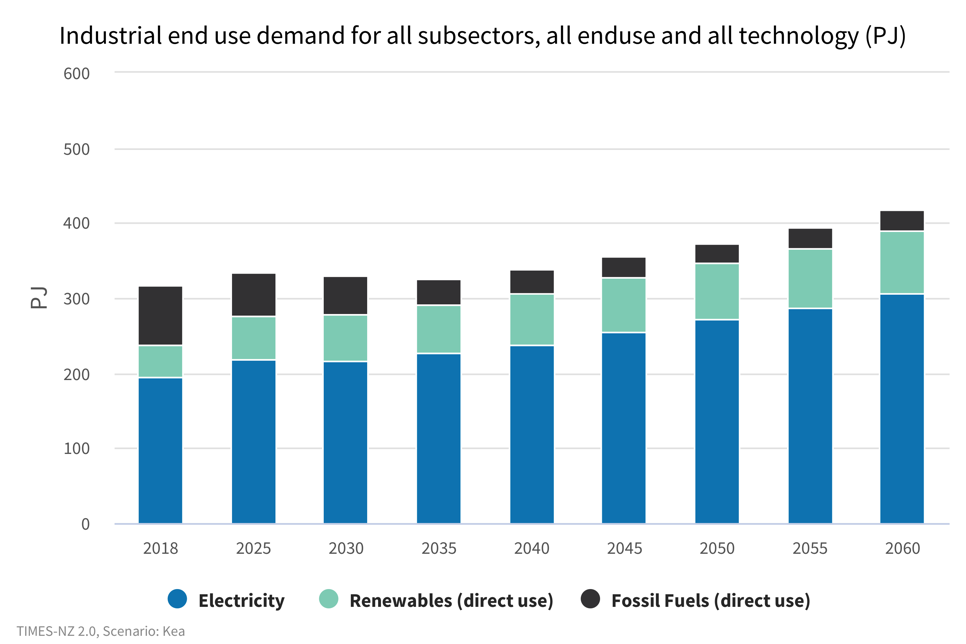 Industrial end use demand for all subsectors, all enduse and all technology (PJ)
600
500
400
300
200
100
0
PJ
2018 2025 2030 2035 2040 2045 2050 2055 2060
Electricity Renewables (direct use) Fossil Fuels (direct use)
TIMES-NZ 2.0, Scenario: Kea